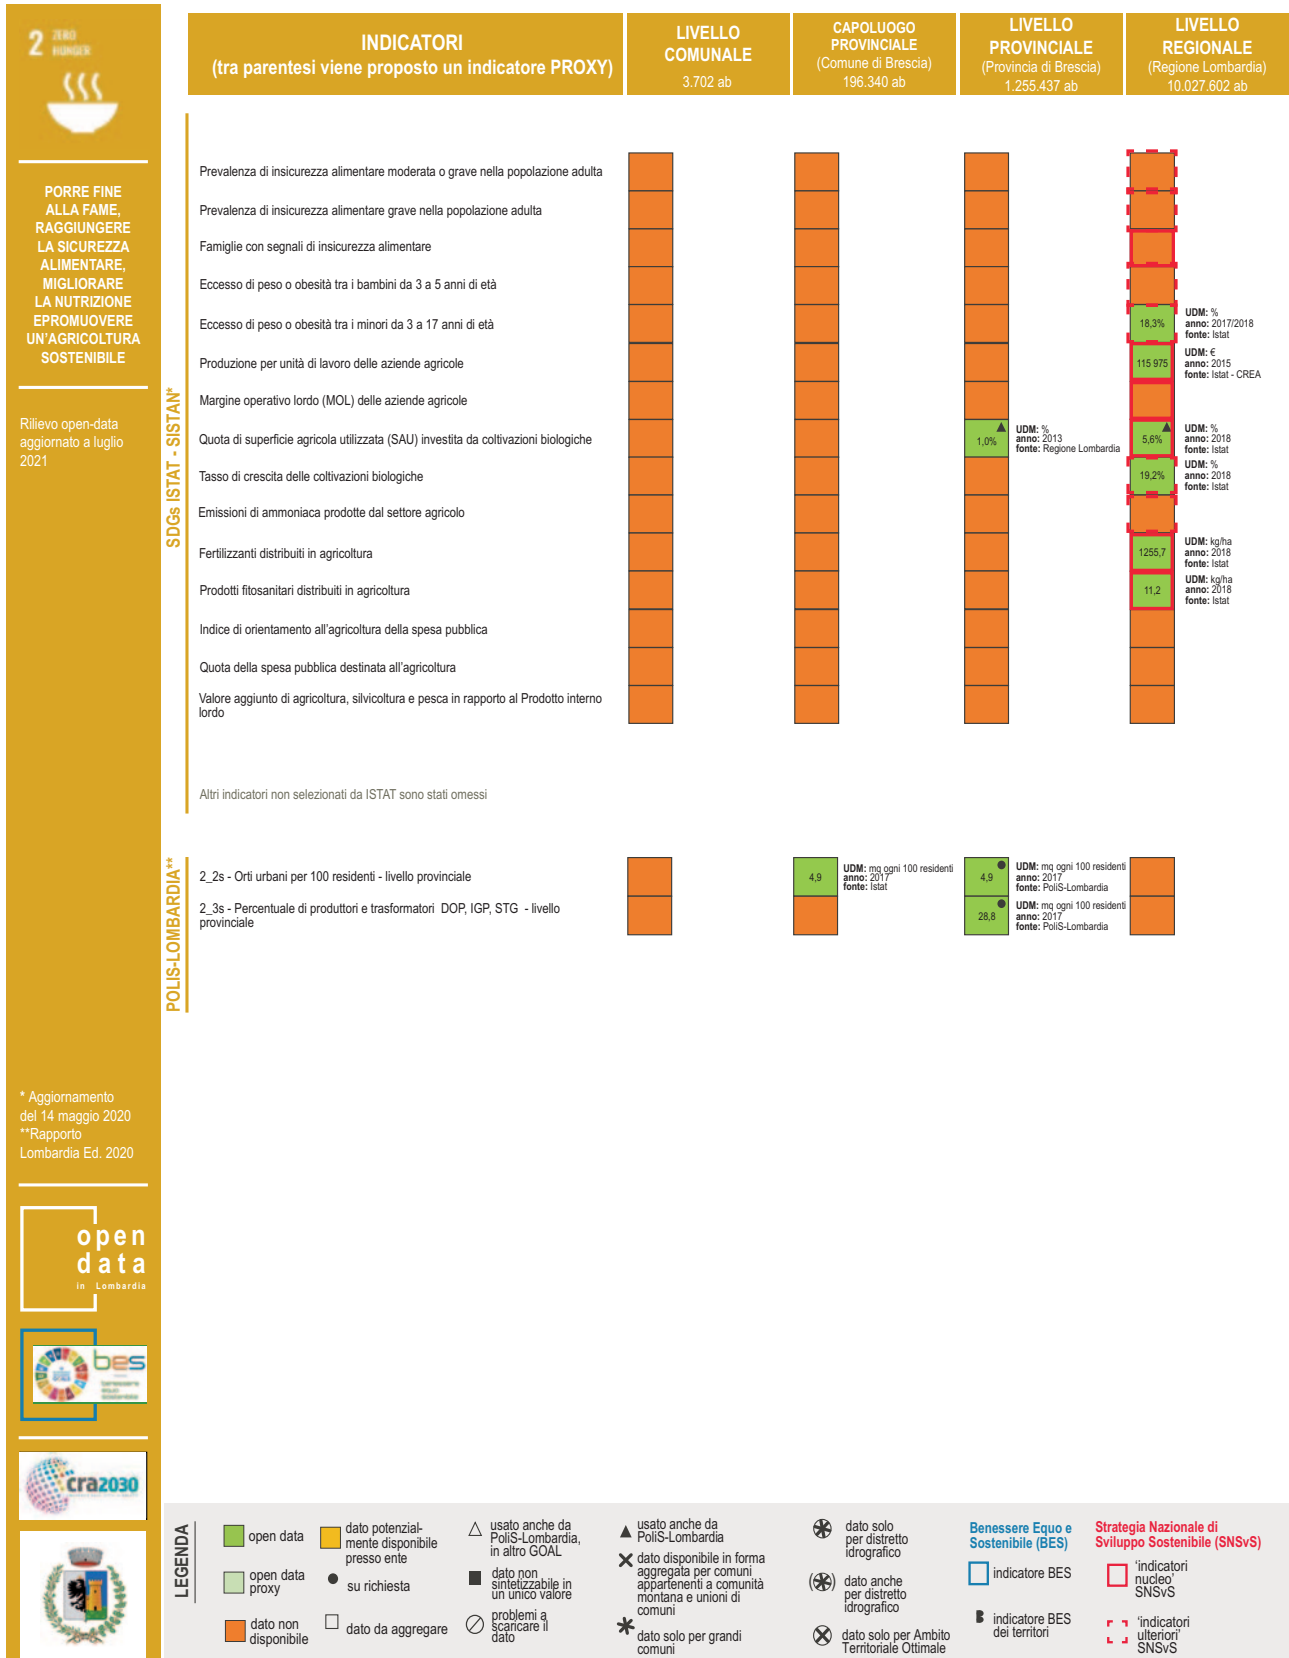 2 ZERO
HUNGER
PORRE FINE
ALLA FAME,
RAGGIUNGERE
LA SICUREZZA
ALIMENTARE,
MIGLIORARE
LA NUTRIZIONE
EPROMUOVERE
UN'AGRICOLTURA
SOSTENIBILE
Rilievo open-data
aggiornato a luglio
2021
* Aggiornamento
del 14 maggio 2020
**Rapporto
Lombardia Ed. 2020
open
data
in Lombardia
bes
benessere
equo
sostenibile
cra2030
INDICATORI
(tra parentesi viene proposto un indicatore PROXY)
LIVELLO
COMUNALE
3.702 ab
CAPOLUOGO
PROVINCIALE
(Comune di Brescia)
196.340 ab
LIVELLO
PROVINCIALE
(Provincia di Brescia)
1.255.437 ab
LIVELLO
REGIONALE
(Regione Lombardia)
10.027.602 ab
SDGs ISTAT - SISTAN*
Prevalenza di insicurezza alimentare moderata o grave nella popolazione adulta
Prevalenza di insicurezza alimentare grave nella popolazione adulta
Famiglie con segnali di insicurezza alimentare
Eccesso di peso o obesità tra i bambini da 3 a 5 anni di età
Eccesso di peso o obesità tra i minori da 3 a 17 anni di età
18,3%
UDM: %
anno: 2017/2018
fonte: Istat
Produzione per unità di lavoro delle aziende agricole
115 975
UDM: €
anno: 2015
fonte: Istat - CREA
Margine operativo lordo (MOL) delle aziende agricole
Quota di superficie agricola utilizzata (SAU) investita da coltivazioni biologiche
1,0%
UDM: %
anno: 2013
fonte: Regione Lombardia
5,6%
UDM: %
anno: 2018
fonte: Istat
Tasso di crescita delle coltivazioni biologiche
19,2%
UDM: %
anno: 2018
fonte: Istat
Emissioni di ammoniaca prodotte dal settore agricolo
Fertilizzanti distribuiti in agricoltura
1255,7
UDM: kg/ha
anno: 2018
fonte: Istat
Prodotti fitosanitari distribuiti in agricoltura
11,2
UDM: kg/ha
anno: 2018
fonte: Istat
Indice di orientamento all'agricoltura della spesa pubblica
Quota della spesa pubblica destinata all'agricoltura
Valore aggiunto di agricoltura, silvicoltura e pesca in rapporto al Prodotto interno
lordo
Altri indicatori non selezionati da ISTAT sono stati omessi
POLIS-LOMBARDIA**
2_2s - Orti urbani per 100 residenti - livello provinciale
4,9
UDM: mq ogni 100 residenti
anno: 2017
fonte: Istat
4,9
UDM: mq ogni 100 residenti
anno: 2017
fonte: PoliS-Lombardia
2_3s - Percentuale di produttori e trasformatori DOP, IGP, STG - livello
provinciale
28,8
UDM: mq ogni 100 residenti
anno: 2017
fonte: PoliS-Lombardia
LEGENDA
open data
open data
proxy
dato non
disponibile
dato potenzial-
mente disponibile
presso ente
su richiesta
dato da aggregare
usato anche da
PoliS-Lombardia,
in altro GOAL
dato non
sintetizzabile in
un unico valore
problemi a
scaricare il
dato
usato anche da
PoliS-Lombardia
dato disponibile in forma
aggregata per comuni
appartenenti a comunità
montana e unioni di
comuni
dato solo per grandi
comuni
dato solo
per distretto
idrografico
dato anche
per distretto
idrografico
dato solo per Ambito
Territoriale Ottimale
Benessere Equo e
Sostenibile (BES)
indicatore BES
indicatore BES
dei territori
Strategia Nazionale di
Sviluppo Sostenibile (SNSvS)
'indicatori
nucleo'
SNSvS
'indicatori
ulteriori'
SNSvS